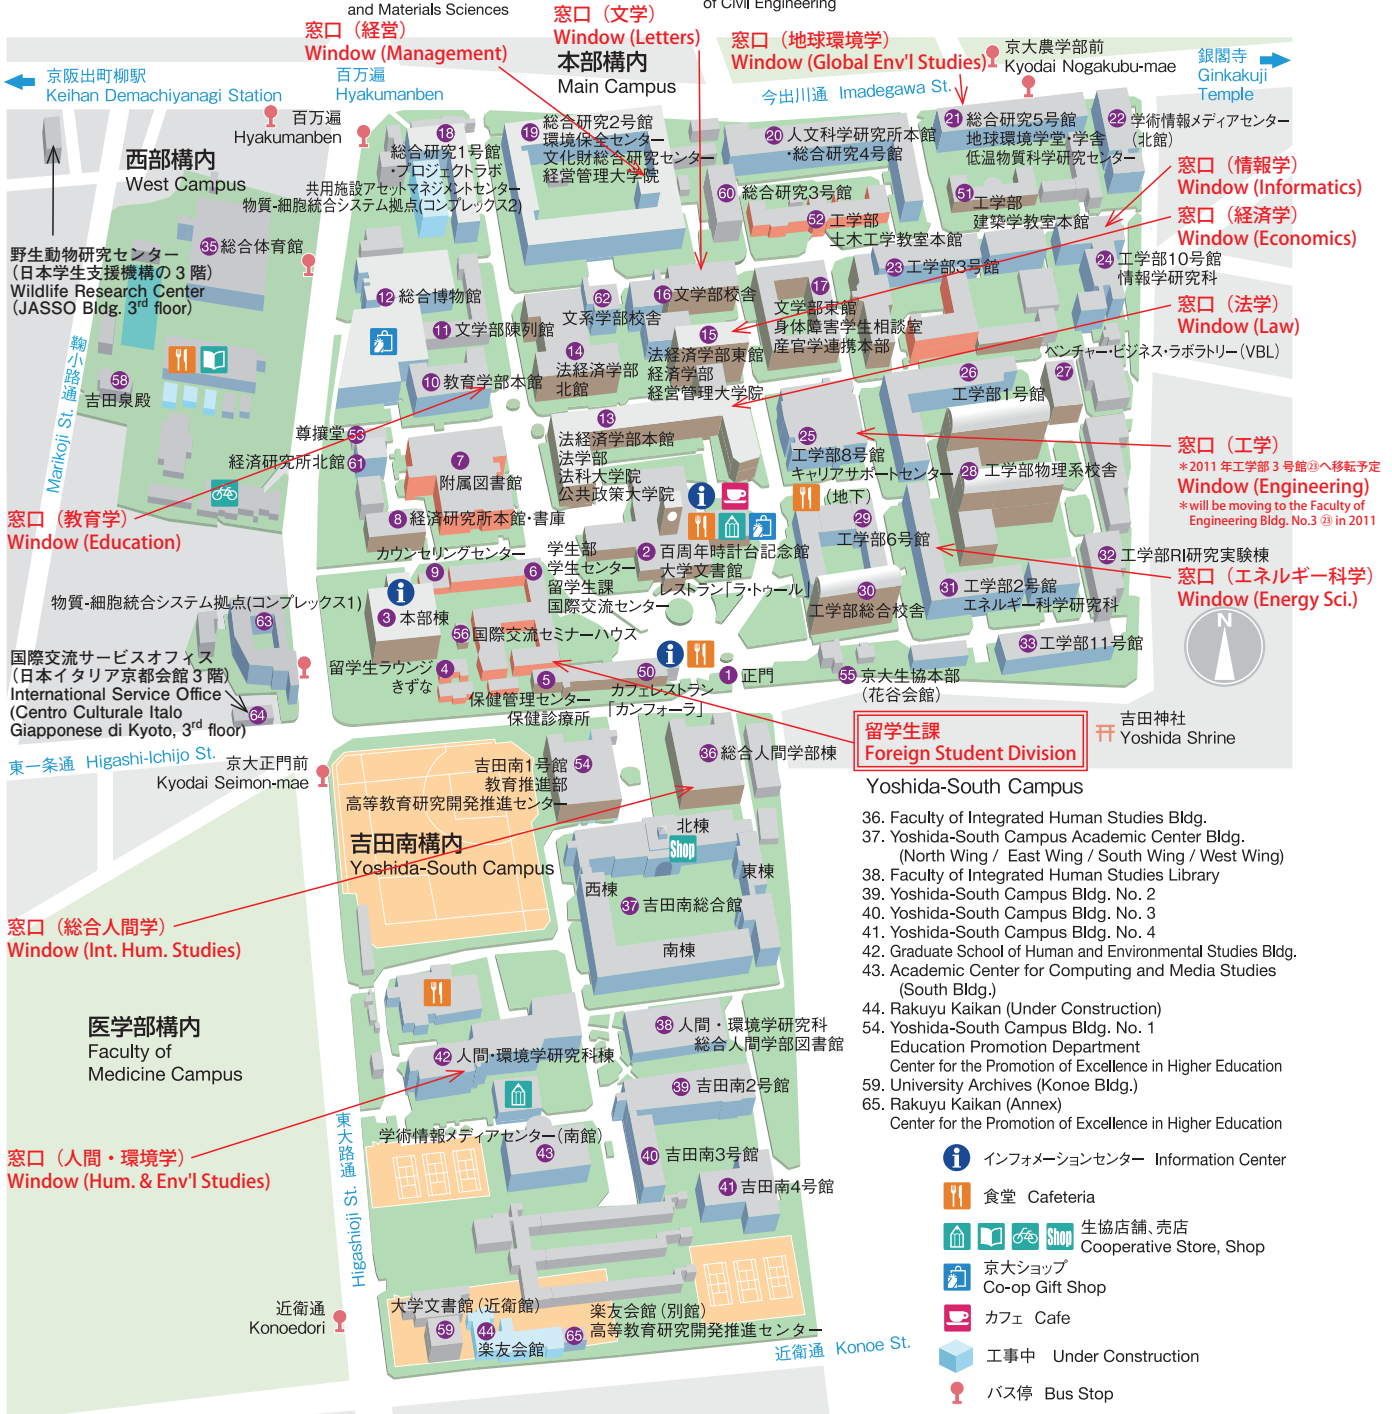 and Materials Sciences
of Civil Engineering
窓口（経営）
Window (Management)
窓口（文学）
Window (Letters)
窓口（地球環境学）
Window (Global Env'l Studies)
本部構内
Main Campus
京大農学部前
Kyodai Nogakubu-mae
銀閣寺
Ginkakuji
Temple
京阪出町柳駅
Keihan Demachiyanagi Station
百万遍
Hyakumanben
百万遍
Hyakumanben
今出川通 Imadegawa St.
西部構内
West Campus
18
総合研究1号館
・プロジェクトラボ
共用施設アセットマネジメントセンター
物質-細胞統合システム拠点(コンプレックス2)
19 総合研究2号館
環境保全センター
文化財総合研究センター
経営管理大学院
20 人文科学研究所本館
・総合研究4号館
21 総合研究5号館
地球環境学堂・学舎
低温物質科学研究センター
22 学術情報メディアセンター
(北館)
窓口（情報学）
Window (Informatics)
60 総合研究3号館
51
工学部
建築学教室本館
52 工学部
土木工学教室本館
窓口（経済学）
Window (Economics)
35 総合体育館
野生動物研究センター
(日本学生支援機構の3階)
Wildlife Research Center
(JASSO Bldg. 3rd floor)
23 工学部3号館
24 工学部10号館
情報学研究科
12 総合博物館
62
文系学部校舎
16 文学部校舎
17
文学部東館
身体障害学生相談室
産官学連携本部
窓口（法学）
Window (Law)
11 文学部陳列館
15
法経済学部東館
経済学部
経営管理大学院
14
法経済学部
北館
ベンチャー・ビジネス・ラボラトリー(VBL)
鞠小路通
Marikoji St.
58
吉田泉殿
10 教育学部本館
26
工学部1号館
27
13
法経済学部本館
法学部
法科大学院
公共政策大学院
尊攘堂 53
経済研究所北館 61
7
附属図書館
25
工学部8号館
キャリアサポートセンター
窓口（工学）
＊2011年工学部3号館㉓へ移転予定
Window (Engineering)
＊will be moving to the Faculty of
Engineering Bldg. No.3 ㉓ in 2011
28 工学部物理系校舎
(地下)
窓口（教育学）
Window (Education)
8 経済研究所本館・書庫
29
工学部6号館
カウンセリングセンター
9
6
学生部
学生センター
留学生課
国際交流センター
2 百周年時計台記念館
大学文書館
レストラン「ラ・トゥール」
32 工学部RI研究実験棟
窓口（エネルギー科学）
Window (Energy Sci.)
30
工学部総合校舎
31 工学部2号館
エネルギー科学研究科
物質-細胞統合システム拠点(コンプレックス1)
63
3 本部棟
56 国際交流セミナーハウス
33 工学部11号館
N
国際交流サービスオフィス
(日本イタリア京都会館3階)
International Service Office
(Centro Culturale Italo
Giapponese di Kyoto, 3rd floor)
64
留学生ラウンジ
きずな
4
5
保健管理センター
保健診療所
50
カフェレストラン
「カンフォーラ」
1 正門
55 京大生協本部
(花谷会館)
留学生課
Foreign Student Division
吉田神社
Yoshida Shrine
東一条通 Higashi-Ichijo St.
京大正門前
Kyodai Seimon-mae
吉田南1号館
教育推進部
高等教育研究開発推進センター
54
36 総合人間学部棟
吉田南構内
Yoshida-South Campus
北棟
Shop
東棟
西棟
37 吉田南総合館
南棟
窓口（総合人間学）
Window (Int. Hum. Studies)
Yoshida-South Campus
36. Faculty of Integrated Human Studies Bldg.
37. Yoshida-South Campus Academic Center Bldg.
(North Wing / East Wing / South Wing / West Wing)
38. Faculty of Integrated Human Studies Library
39. Yoshida-South Campus Bldg. No. 2
40. Yoshida-South Campus Bldg. No. 3
41. Yoshida-South Campus Bldg. No. 4
42. Graduate School of Human and Environmental Studies Bldg.
43. Academic Center for Computing and Media Studies
(South Bldg.)
44. Rakuyu Kaikan (Under Construction)
54. Yoshida-South Campus Bldg. No. 1
Education Promotion Department
Center for the Promotion of Excellence in Higher Education
59. University Archives (Konoe Bldg.)
65. Rakuyu Kaikan (Annex)
Center for the Promotion of Excellence in Higher Education
医学部構内
Faculty of
Medicine Campus
38 人間・環境学研究科
総合人間学部図書館
42 人間・環境学研究科棟
39 吉田南2号館
東大路通
Higashioji St.
学術情報メディアセンター(南館)
43
40 吉田南3号館
41 吉田南4号館
窓口（人間・環境学）
Window (Hum. & Env'l Studies)
近衛通
Konoedori
大学文書館(近衛館)
59
44
楽友会館
65
楽友会館(別館)
高等教育研究開発推進センター
近衛通 Konoe St.
インフォメーションセンター Information Center
食堂 Cafeteria
Shop
生協店舗、売店
Cooperative Store, Shop
京大ショップ
Co-op Gift Shop
カフェ Cafe
工事中 Under Construction
バス停 Bus Stop